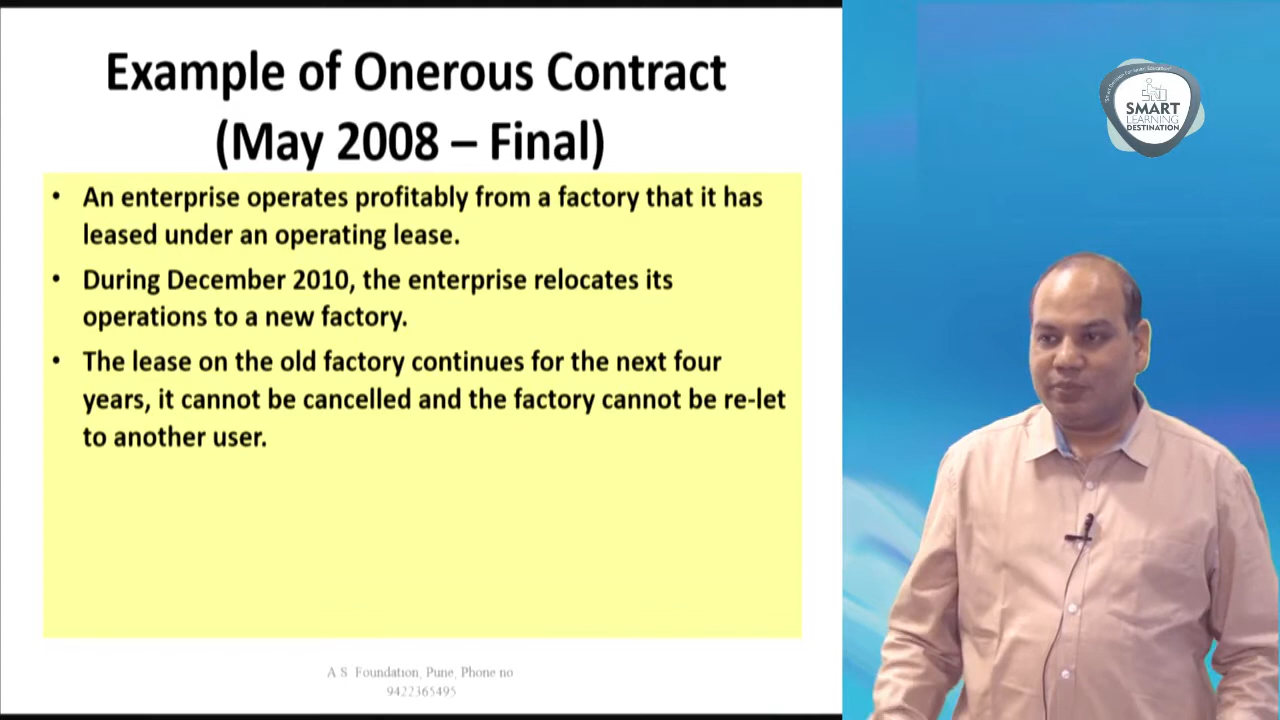 Example of Onerous Contract
(May 2008 – Final)
• An enterprise operates profitably from a factory that it has
leased under an operating lease.
• During December 2010, the enterprise relocates its
operations to a new factory.
• The lease on the old factory continues for the next four
years, it cannot be cancelled and the factory cannot be re-let
to another user.
A S Foundation, Pune, Phone no
9422365495
SMART
LEARNING
DESTINATION